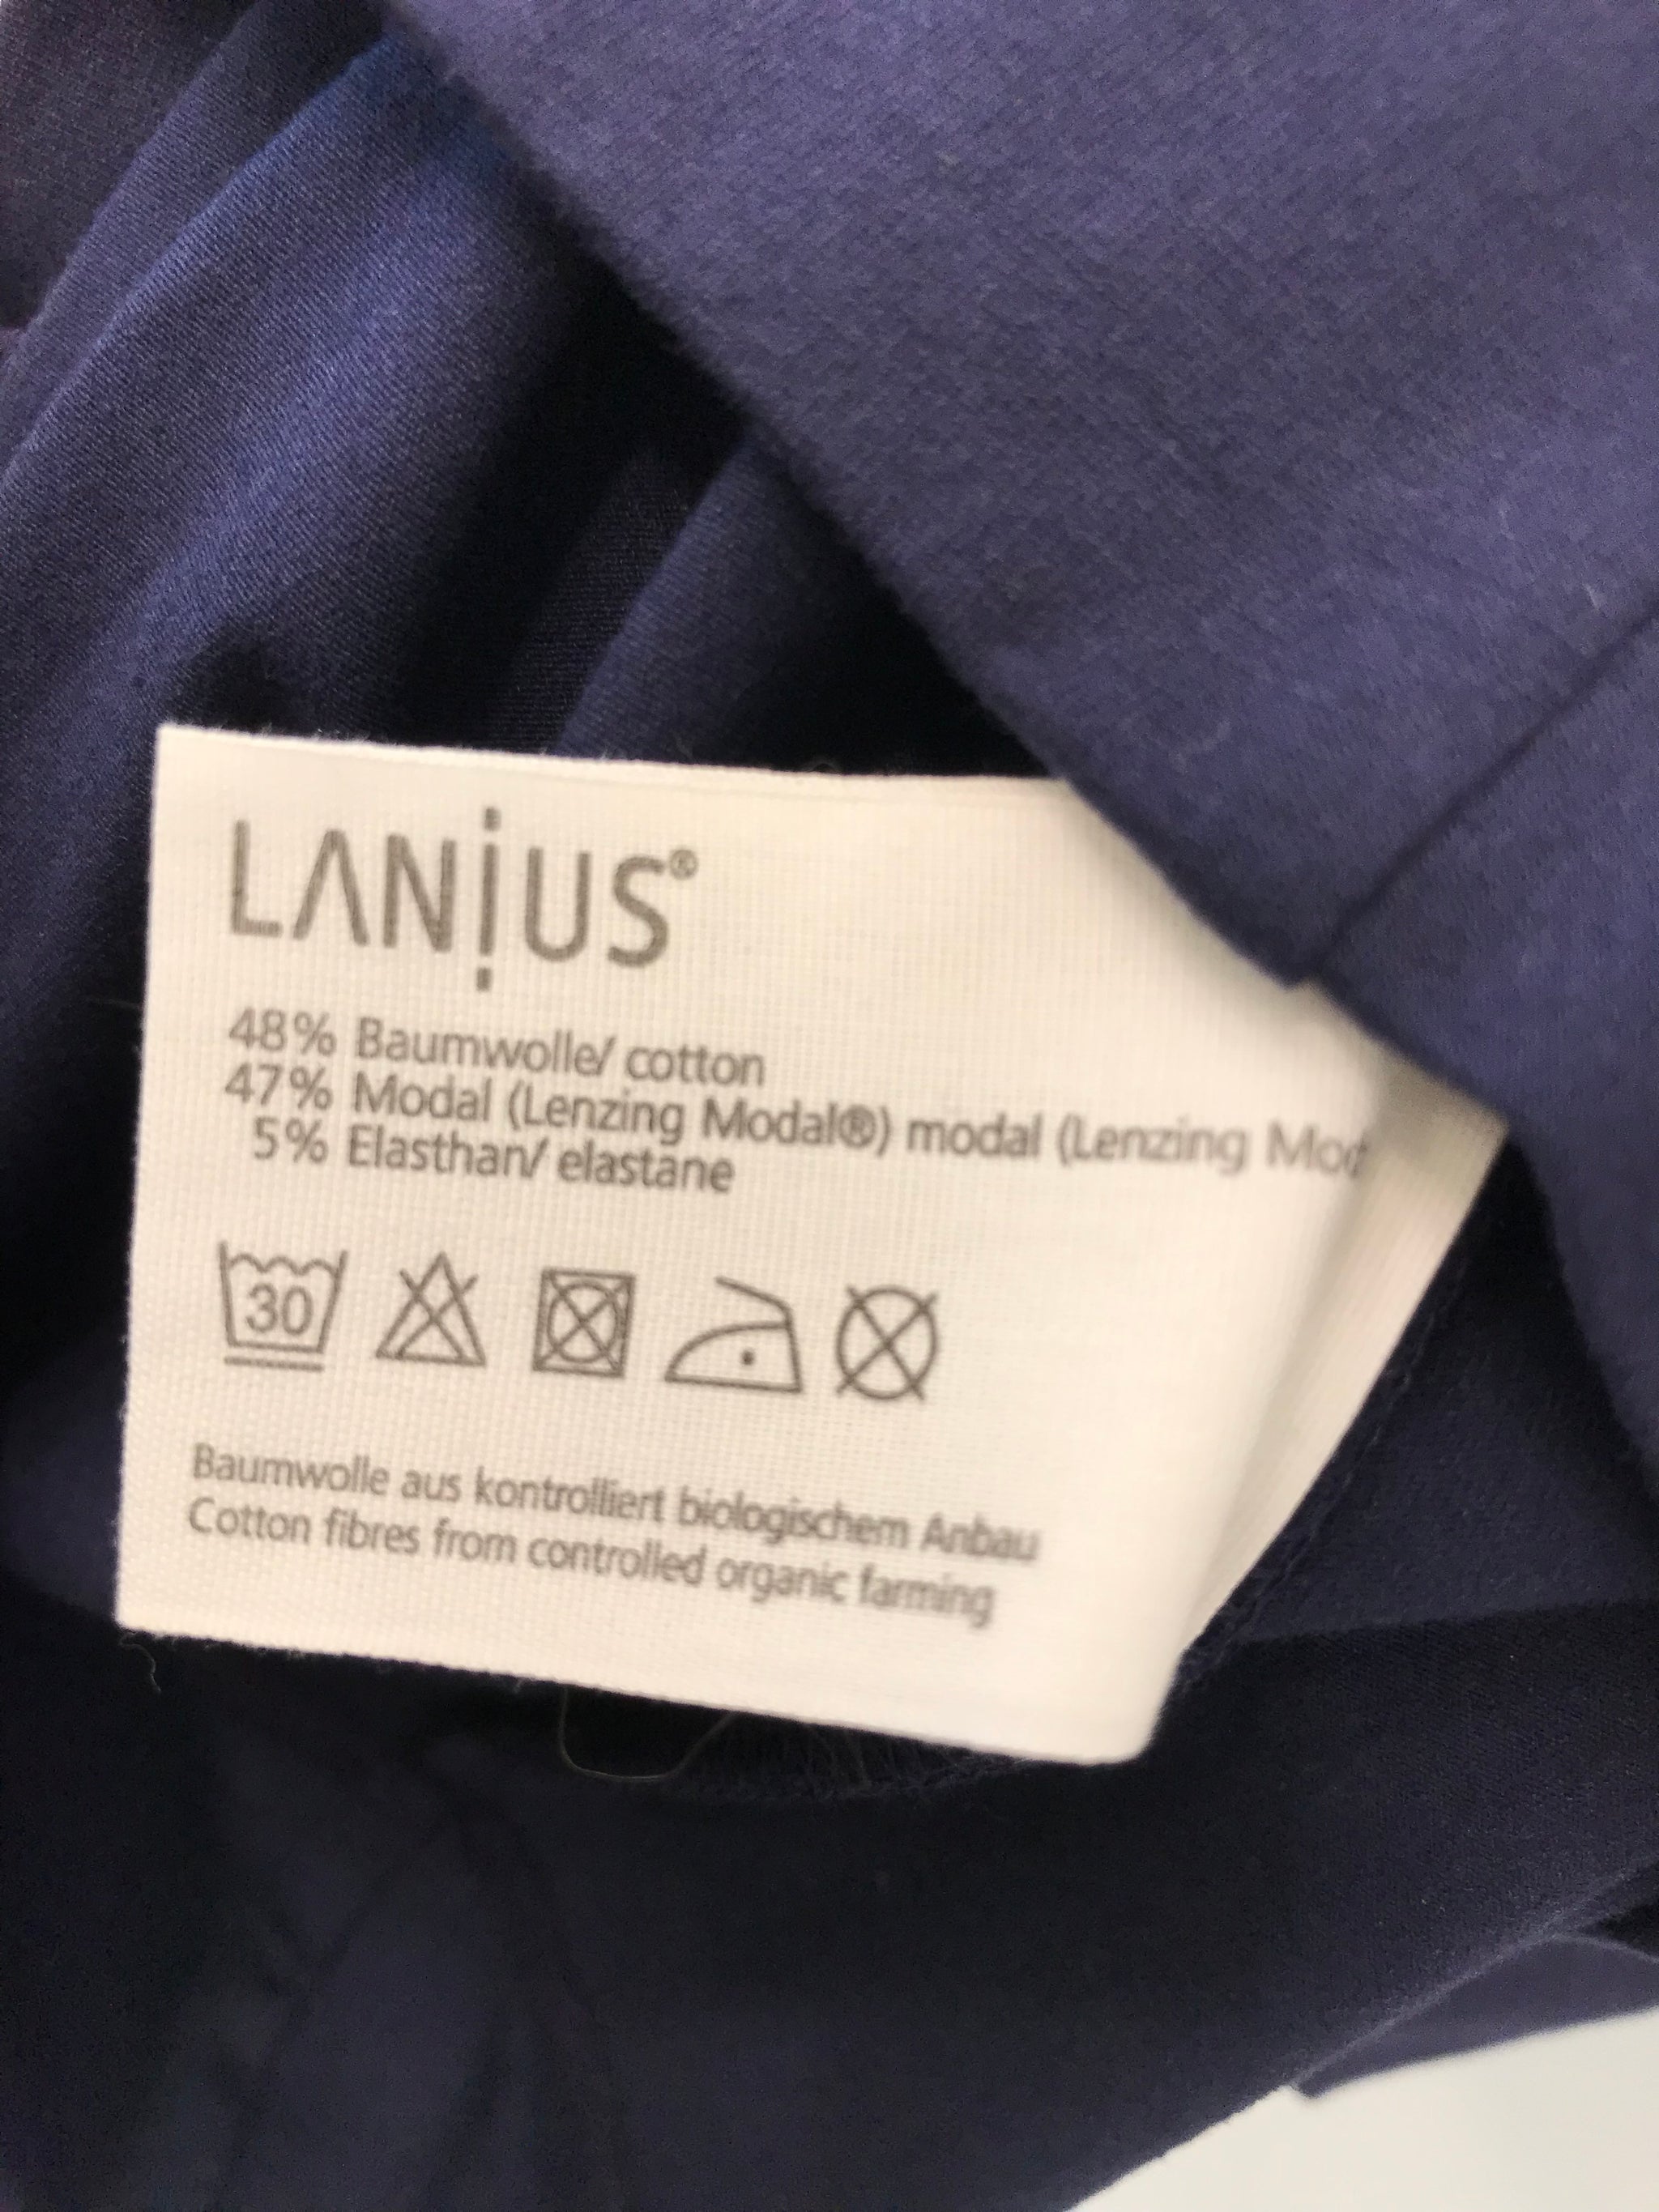 LANiUS®
48% Baumwolle/ cotton
47% Modal (Lenzing Modal®) modal (Lenzing
5% Elasthan/ elastane
30
Baumwolle aus kontrolliert biologischem Anbau
Cotton fibres from controlled organic farming